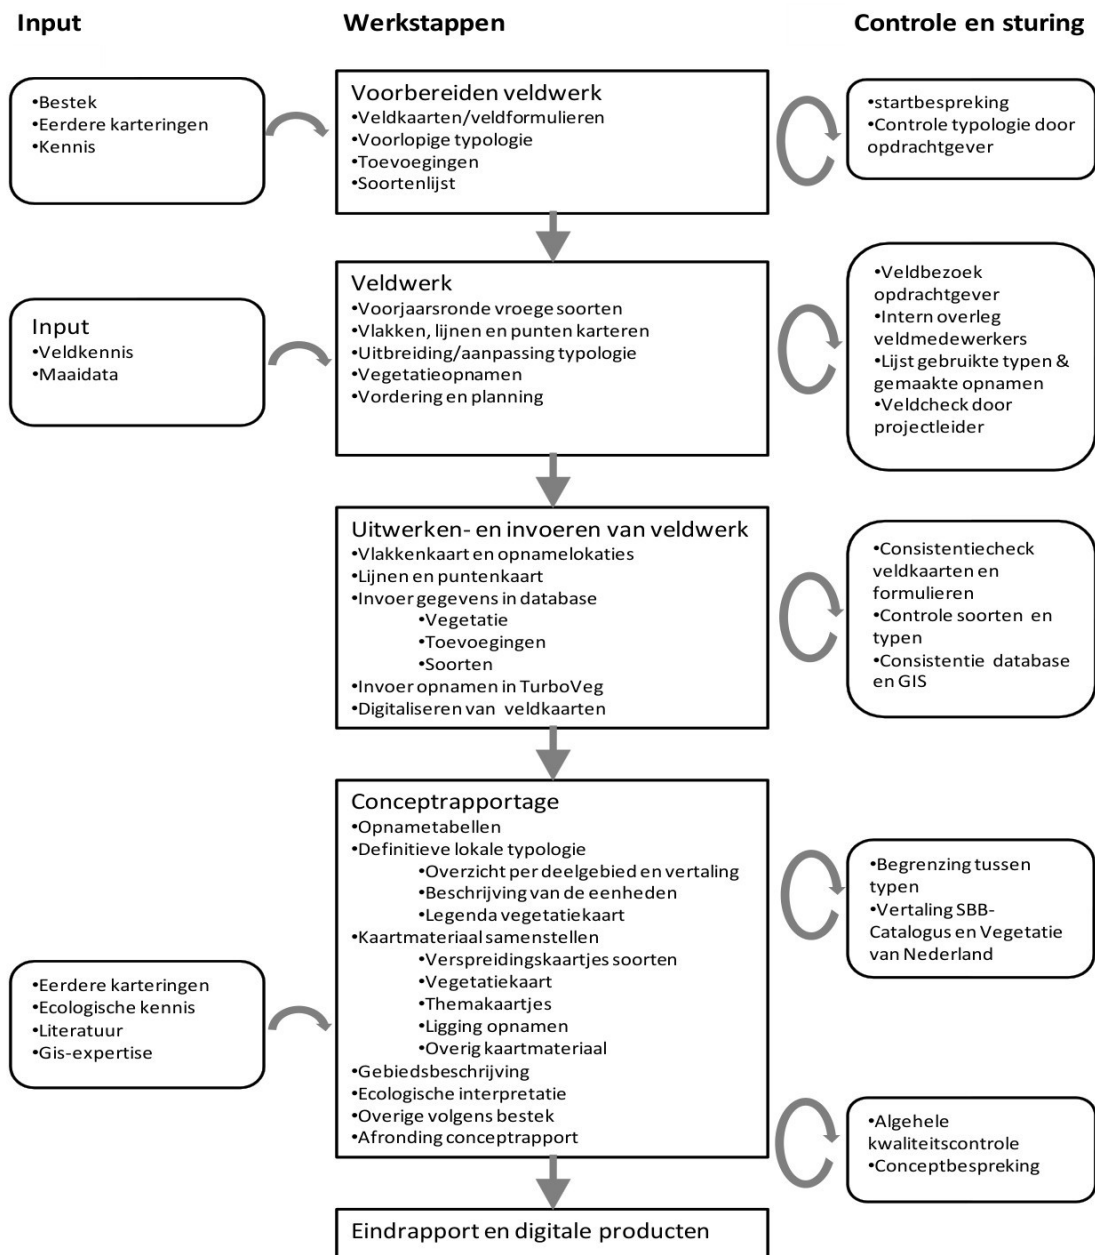 Input
Werkstappen
Controle en sturing
•Bestek
•Eerdere karteringen
•Kennis
Voorbereiden veldwerk
•Veldkaarten/veldformulieren
•Voorlopige typologie
•Toevoegingen
•Soortenlijst
•startbespreking
•Controle typologie door
opdrachtgever
Input
•Veldkennis
•Maaidata
Veldwerk
•Voorjaarsronde vroege soorten
•Vlakken, lijnen en punten karteren
•Uitbreiding/aanpassing typologie
•Vegetatieopnamen
•Vordering en planning
•Veldbezoek
opdrachtgever
•Intern overleg
veldmedewerkers
•Lijst gebruikte typen &
gemaakte opnamen
•Veldcheck door
projectleider
Uitwerken- en invoeren van veldwerk
•Vlakkenkaart en opnamelokaties
•Lijnen en puntenkaart
•Invoer gegevens in database
•Vegetatie
•Toevoegingen
•Soorten
•Invoer opnamen in TurboVeg
•Digitaliseren van veldkaarten
•Consistentiecheck
veldkaarten en
formulieren
•Controle soorten en
typen
•Consistentie database
en GIS
•Eerdere karteringen
•Ecologische kennis
•Literatuur
•Gis-expertise
Conceptrapportage
•Opnametabellen
•Definitieve lokale typologie
•Overzicht per deelgebied en vertaling
•Beschrijving van de eenheden
•Legenda vegetatiekaart
•Kaartmateriaal samenstellen
•Verspreidingskaartjes soorten
•Vegetatiekaart
•Themakaartjes
•Ligging opnamen
•Overig kaartmateriaal
•Gebiedsbeschrijving
•Ecologische interpretatie
•Overige volgens bestek
•Afronding conceptrapport
•Begrenzing tussen
typen
•Vertaling SBB-
Catalogus en Vegetatie
van Nederland
•Algehele
kwaliteitscontrole
•Conceptbespreking
Eindrapport en digitale producten